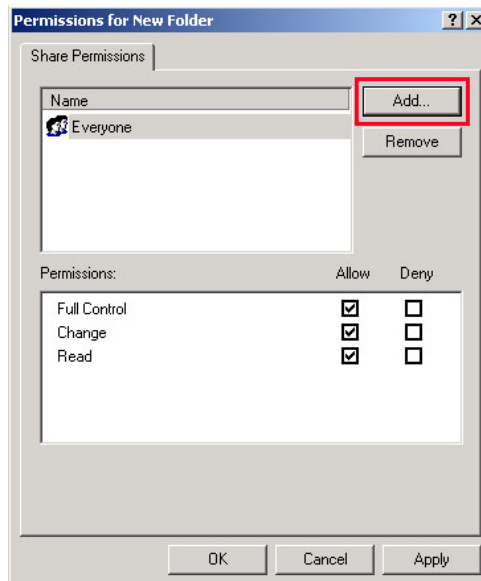 Permissions for New Folder
Share Permissions
Name
Add...
Everyone
Remove
Permissions: Allow Deny
Full Control
Change
Read
OK Cancel Apply